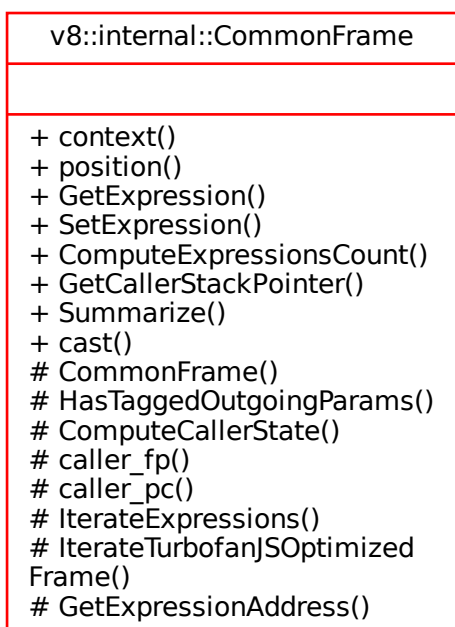 v8::internal::CommonFrame
+ context()
+ position()
+ GetExpression()
+ SetExpression()
+ ComputeExpressionsCount()
+ GetCallerStackPointer()
+ Summarize()
+ cast()
# CommonFrame()
# HasTaggedOutgoingParams()
# ComputeCallerState()
# caller_fp()
# caller_pc()
# IterateExpressions()
# IterateTurbofanJSOptimized
Frame()
# GetExpressionAddress()